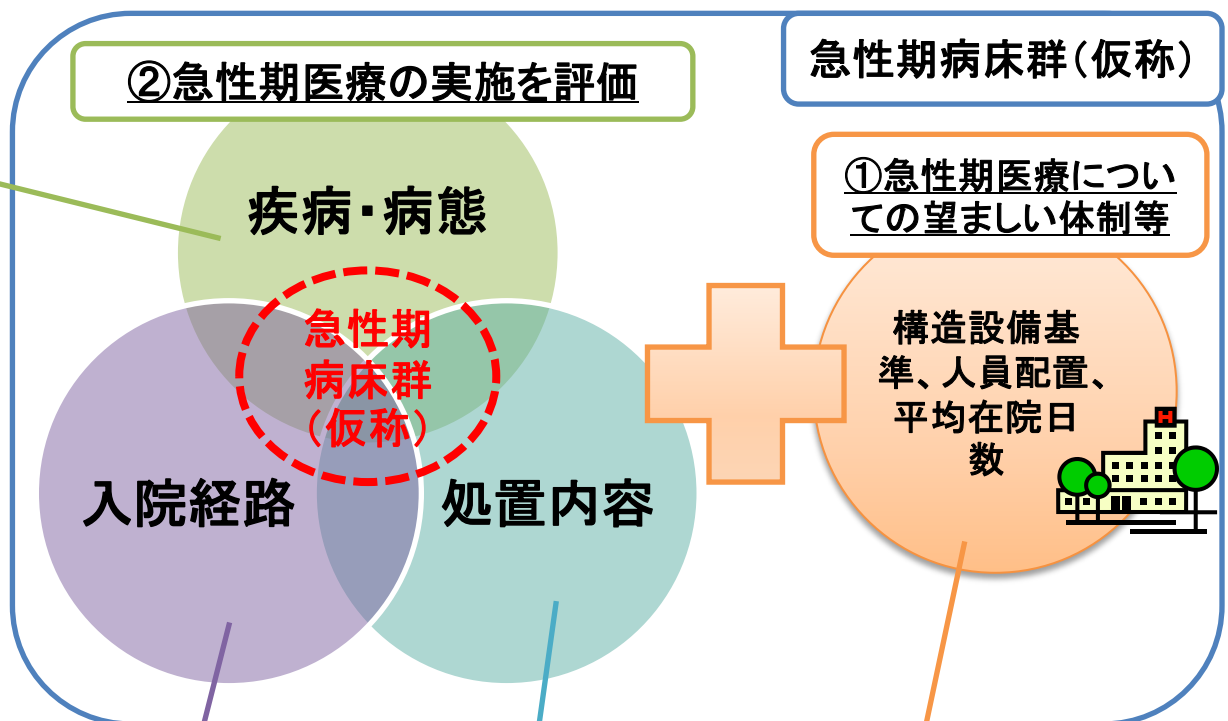 急性期病床群（仮称）
②急性期医療の実施を評価
①急性期医療につい
ての望ましい体制等
疾病・病態
急性期
病床群
（仮称）
入院経路
処置内容
構造設備基
準、人員配置、
平均在院日
数
H